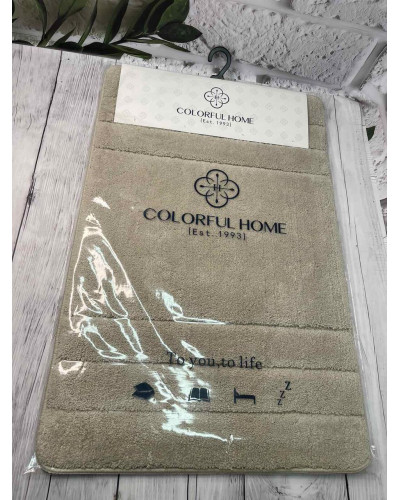 H
COLORFUL HOME
[Est. 1993]
H
COLORFUL HOME
[Est. 1993]
To you,to life
z
z
z